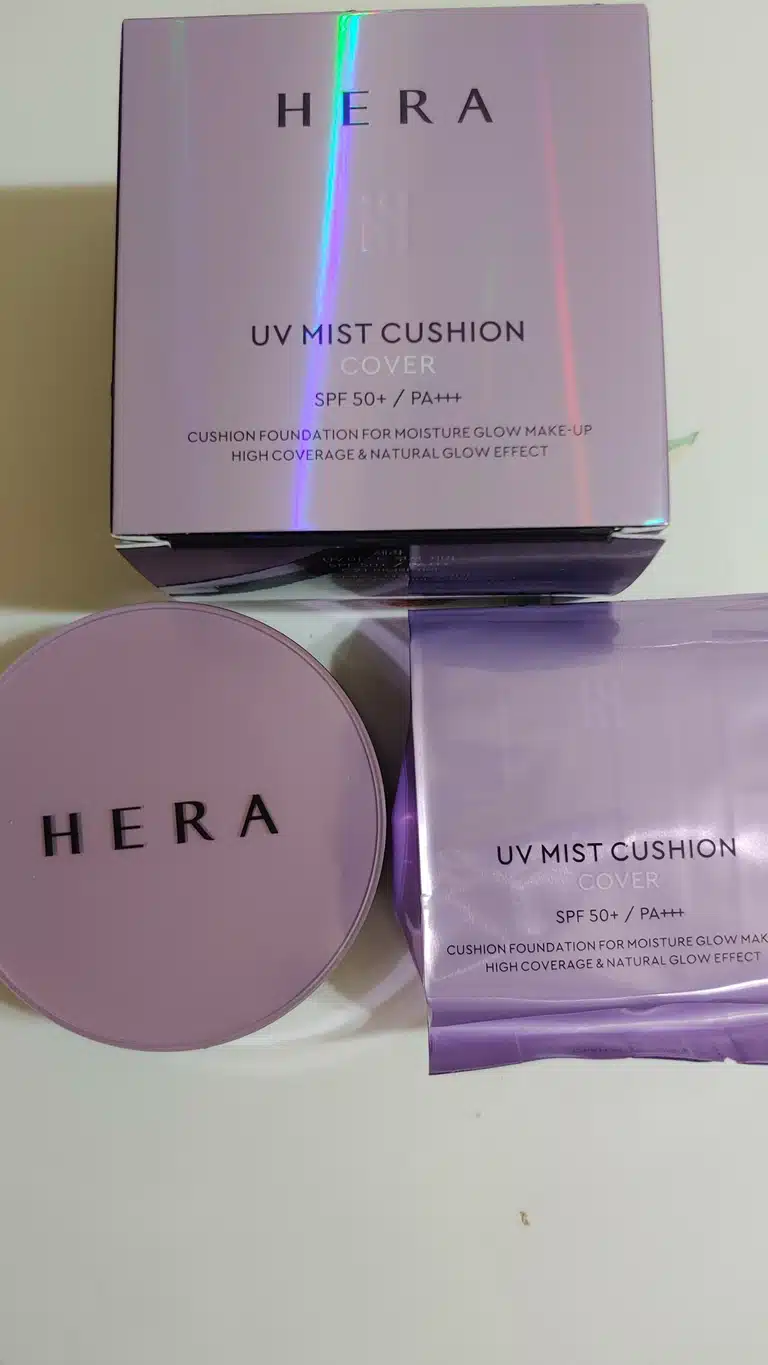 HERA
UV MIST CUSHION
COVER
SPF 50+ / PA+++
CUSHION FOUNDATION FOR MOISTURE GLOW MAKE-UP
HIGH COVERAGE & NATURAL GLOW EFFECT
HERA
UV MIST CUSHION
COVER
SPF 50+ / PA+++
CUSHION FOUNDATION FOR MOISTURE GLOW MAK
HIGH COVERAGE & NATURAL GLOW EFFECT